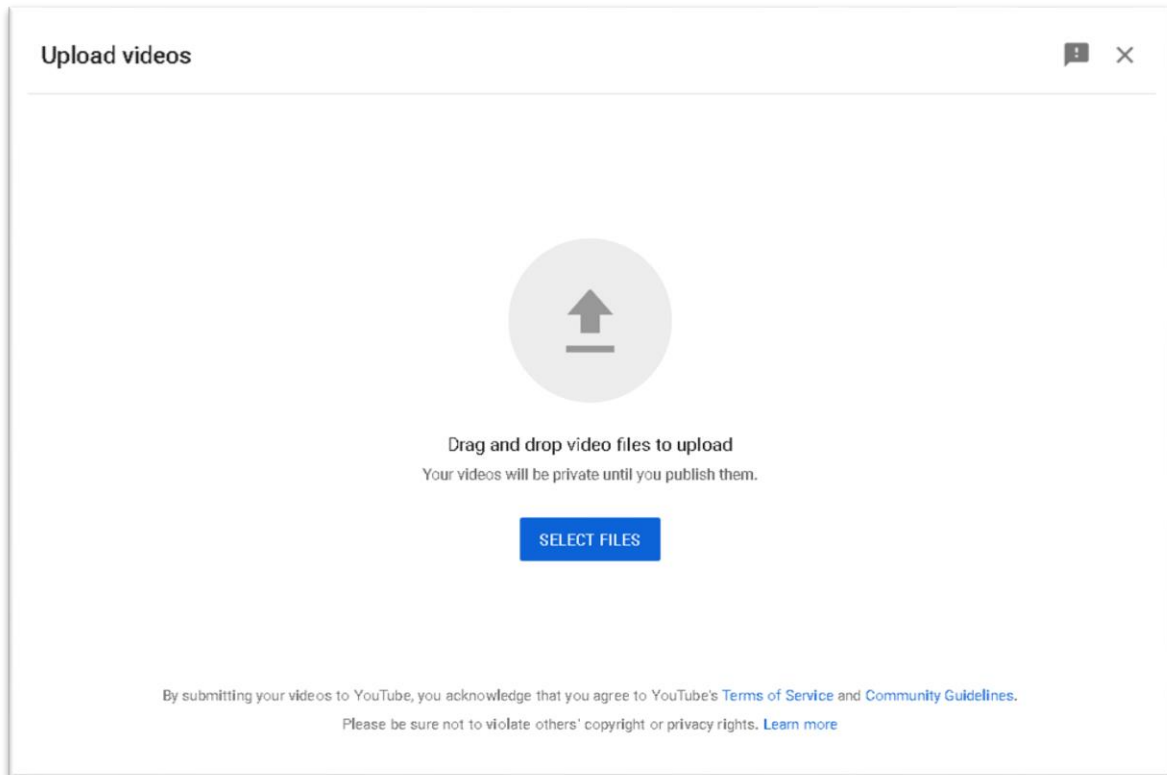 Upload videos
Drag and drop video files to upload
Your videos will be private until you publish them.
SELECT FILES
By submitting your videos to YouTube, you acknowledge that you agree to YouTube's Terms of Service and Community Guidelines.
Please be sure not to violate others' copyright or privacy rights. Learn more